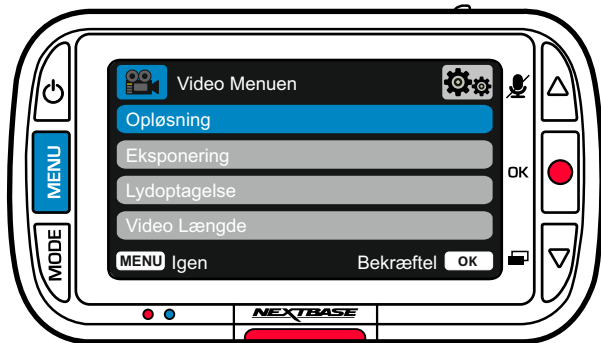 Video Menuen
Opløsning
Eksponering
Lydoptagelse
Video Længde
MENU Igen
Bekræftel OK
MENU
MODE
OK
NEXTBASE